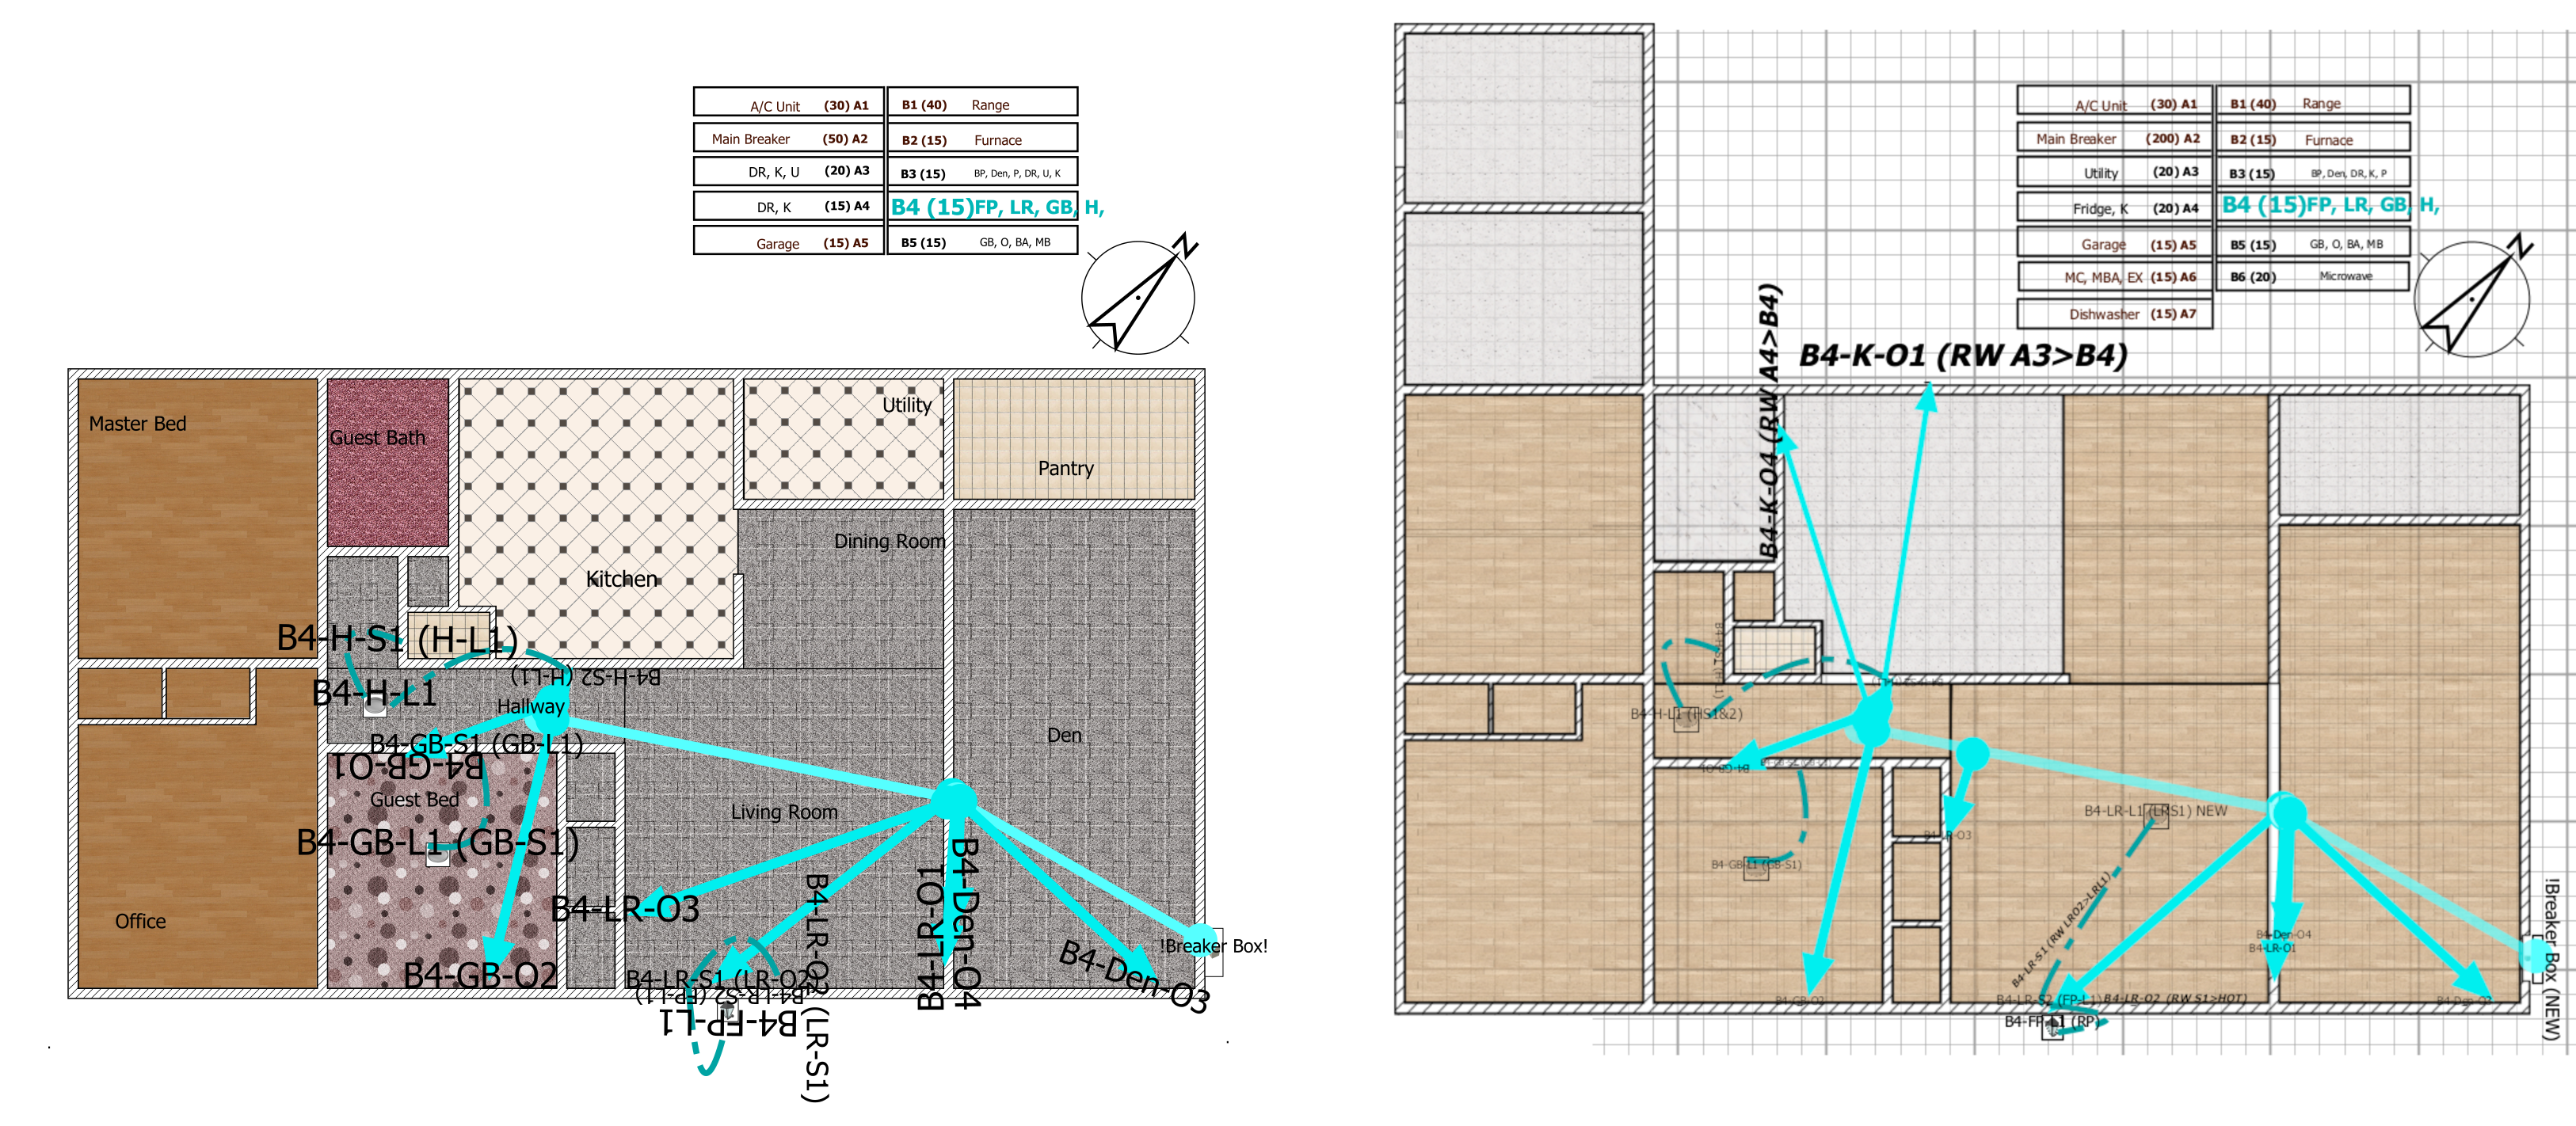 A/C Unit (30) A1 B1 (40) Range
Main Breaker (50) A2 B2 (15) Furnace
DR, K, U (20) A3 B3 (15) BP, Den, P, DR, U, K
DR, K (15) A4 B4 (15)FP, LR, GB, H,
Garage (15) A5 B5 (15) GB, O, BA, MB
N
Master Bed
Guest Bath
Utility
Pantry
Dining Room
Kitchen
B4-H-S1 (H-L1)
B4-H-S2 (H-L1)
B4-H-L1
Hallway
Den
B4-GB-S1 (GB-L1)
B4-GB-O1
Guest Bed
Living Room
B4-GB-L1 (GB-S1)
Office
B4-LR-O3
B4-LR-O2 (LR-S1)
B4-LR-O1
B4-Den-O4
B4-Den-O3
!Breaker Box!
B4-GB-O2
B4-LR-S1 (LR-O2)
B4-LR-S2 (FP-L1)
B4-FP-L1
A/C Unit (30) A1 B1 (40) Range
Main Breaker (200) A2 B2 (15) Furnace
Utility (20) A3 B3 (15) BP, Den, DR, K, P
Fridge, K (20) A4 B4 (15)FP, LR, GB, H,
Garage (15) A5 B5 (15) GB, O, BA, MB
MC, MBA, EX (15) A6 B6 (20) Microwave
Dishwasher (15) A7
N
B4-K-O1 (RW A3>B4)
B4-K-O4 (RW A4>B4)
B4-H-L1 (HS1&2)
B4-GB-O1
B4-LR-L1 (LRS1) NEW
B4-LR-O3
B4-GB-L1 (GB-S1)
B4-LR-S1 (RW LRO2>LRL1)
B4-Den-O4
B4-LR-O1
!Breaker Box (NEW)
B4-GB-O2
B4-LR-S2 (FP-L1)
B4-LR-O2 (RW S1>HOT)
B4-FP-L1 (RP)